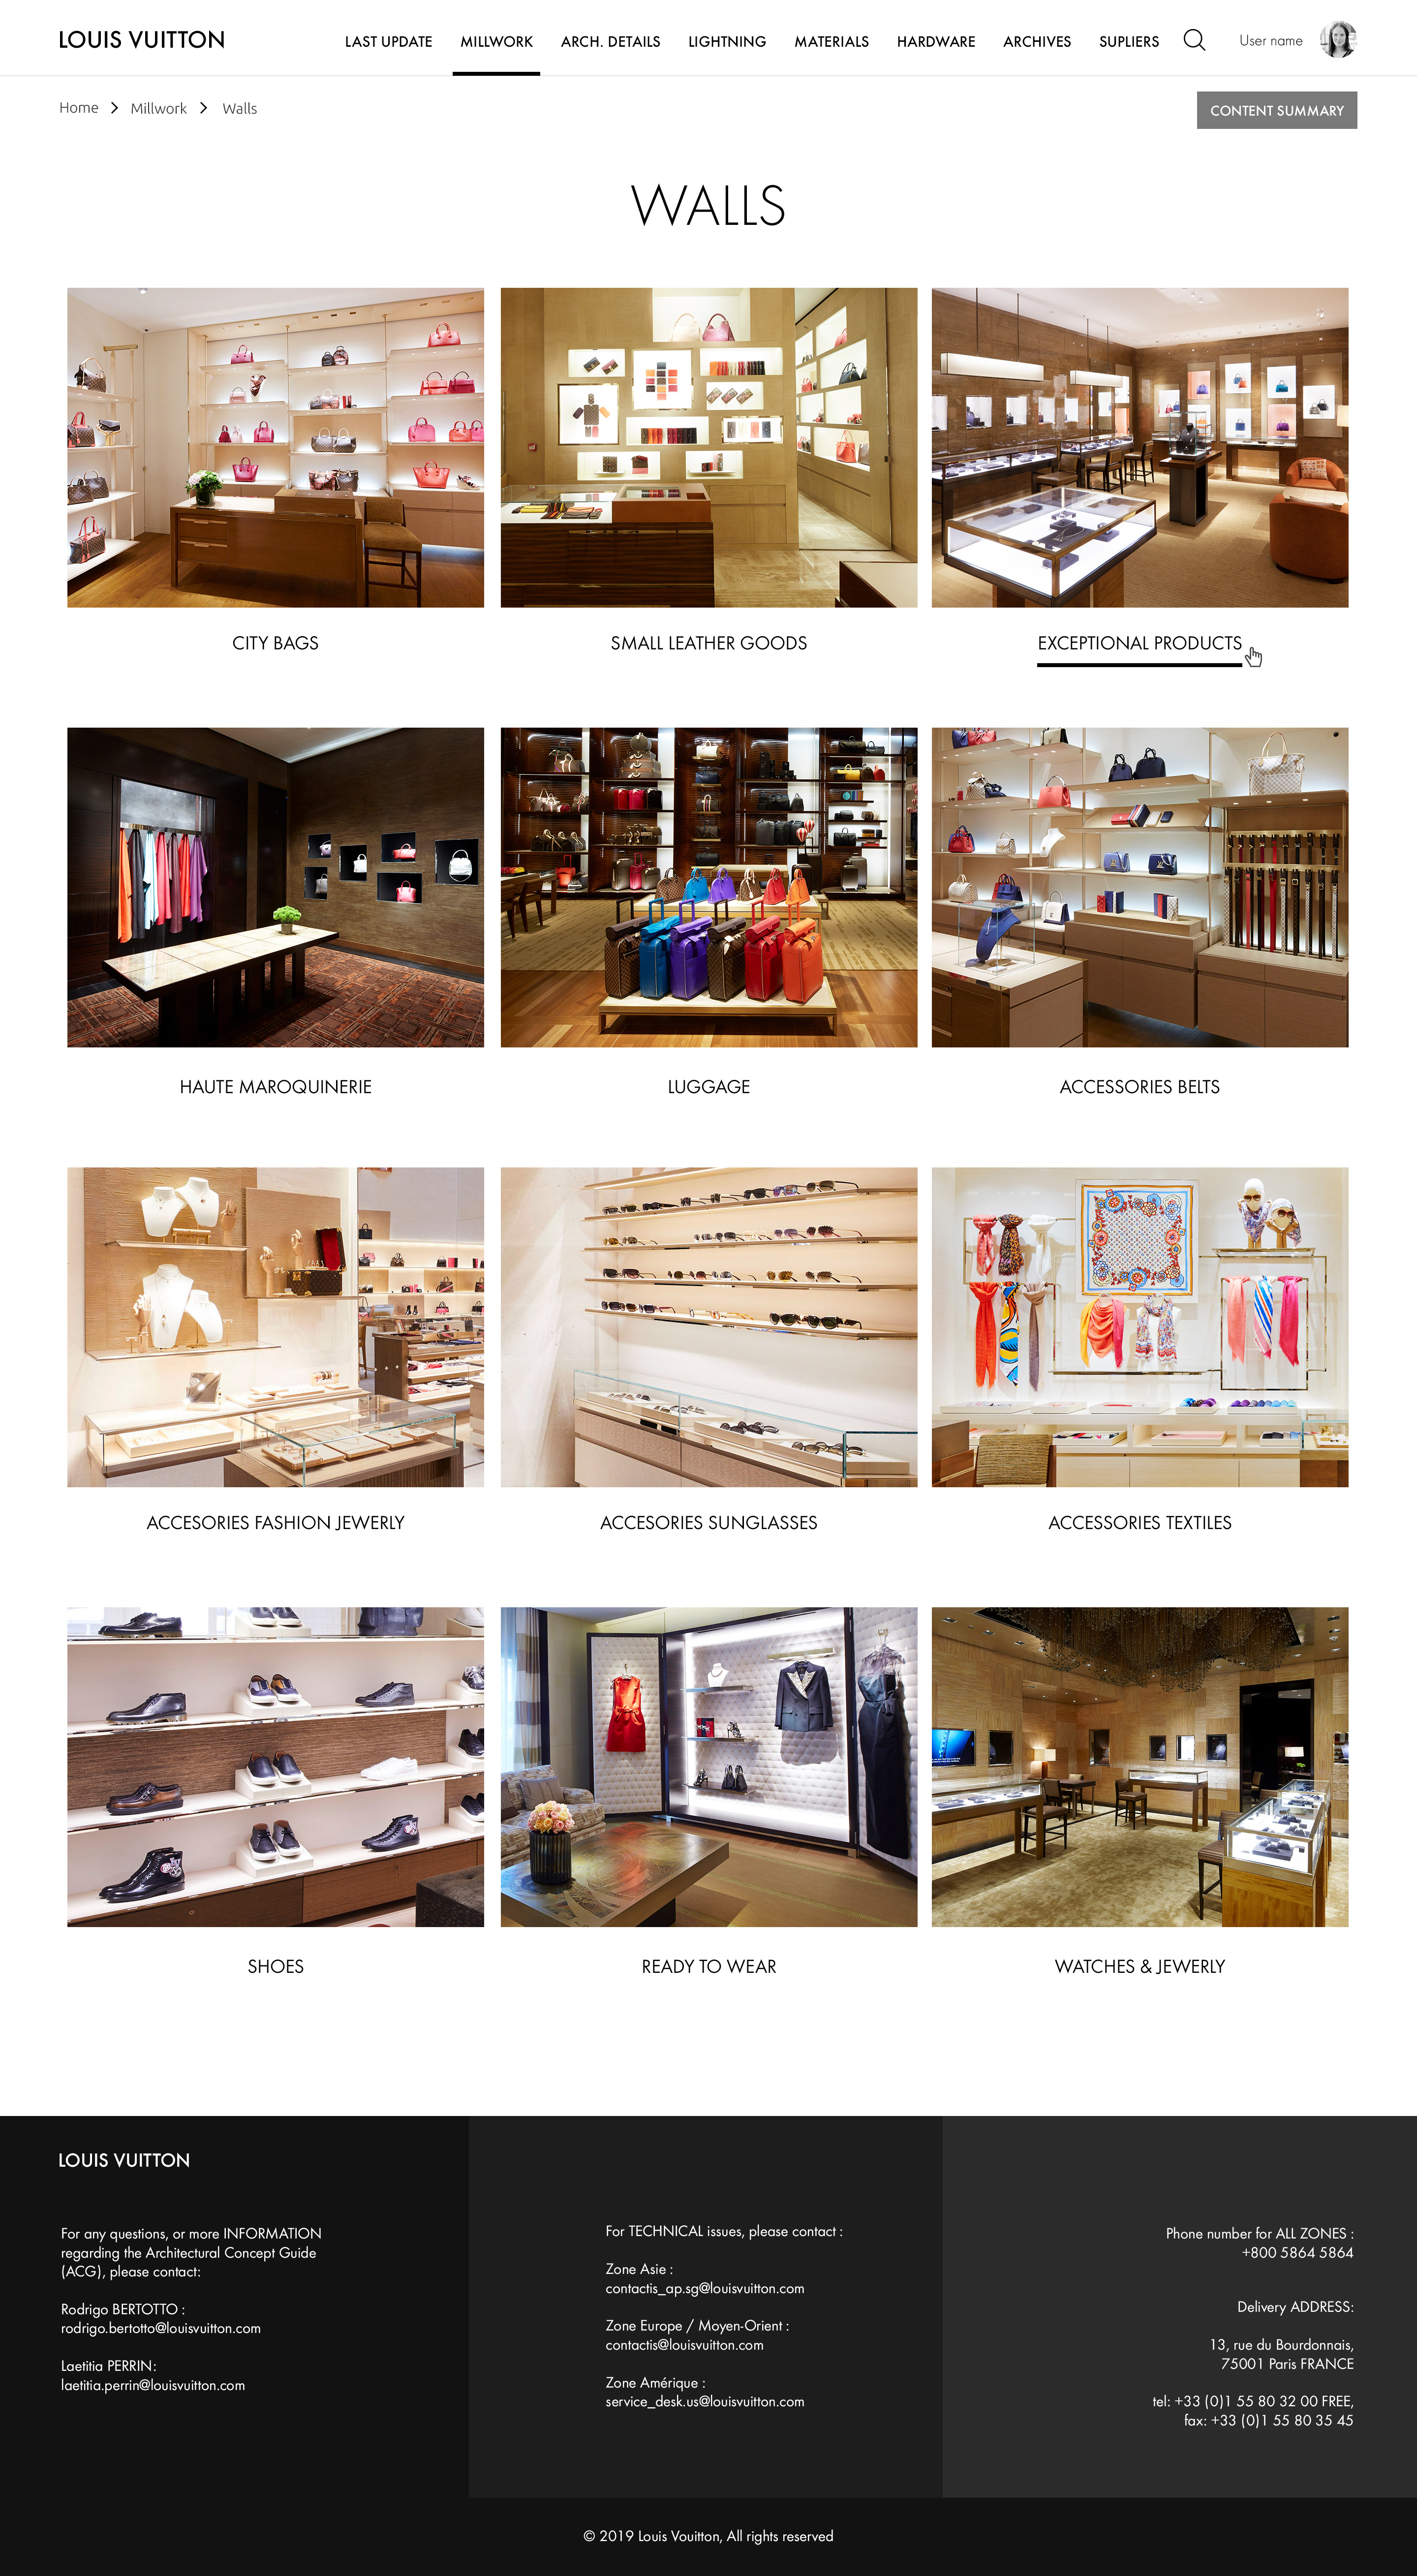 LOUIS VUITTON
LAST UPDATE
MILLWORK
ARCH. DETAILS
LIGHTNING
MATERIALS
HARDWARE
ARCHIVES
SUPLIERS
User name
Home
Millwork
Walls
CONTENT SUMMARY
WALLS
CITY BAGS
SMALL LEATHER GOODS
EXCEPTIONAL PRODUCTS
HAUTE MAROQUINERIE
LUGGAGE
ACCESSORIES BELTS
ACCESORIES FASHION JEWERLY
ACCESORIES SUNGLASSES
ACCESSORIES TEXTILES
SHOES
READY TO WEAR
WATCHES & JEWERLY
LOUIS VUITTON
For any questions, or more INFORMATION
regarding the Architectural Concept Guide
(ACG), please contact:
Rodrigo BERTOTTO :
rodrigo.bertotto@louisvuitton.com
Laetitia PERRIN:
laetitia.perrin@louisvuitton.com
For TECHNICAL issues, please contact :
Zone Asie :
contactis_ap.sg@louisvuitton.com
Zone Europe / Moyen-Orient :
contactis@louisvuitton.com
Zone Amérique :
service_desk.us@louisvuitton.com
Phone number for ALL ZONES :
+800 5864 5864
Delivery ADDRESS:
13, rue du Bourdonnais,
75001 Paris FRANCE
tel: +33 (0)1 55 80 32 00 FREE,
fax: +33 (0)1 55 80 35 45
© 2019 Louis Vouitton, All rights reserved